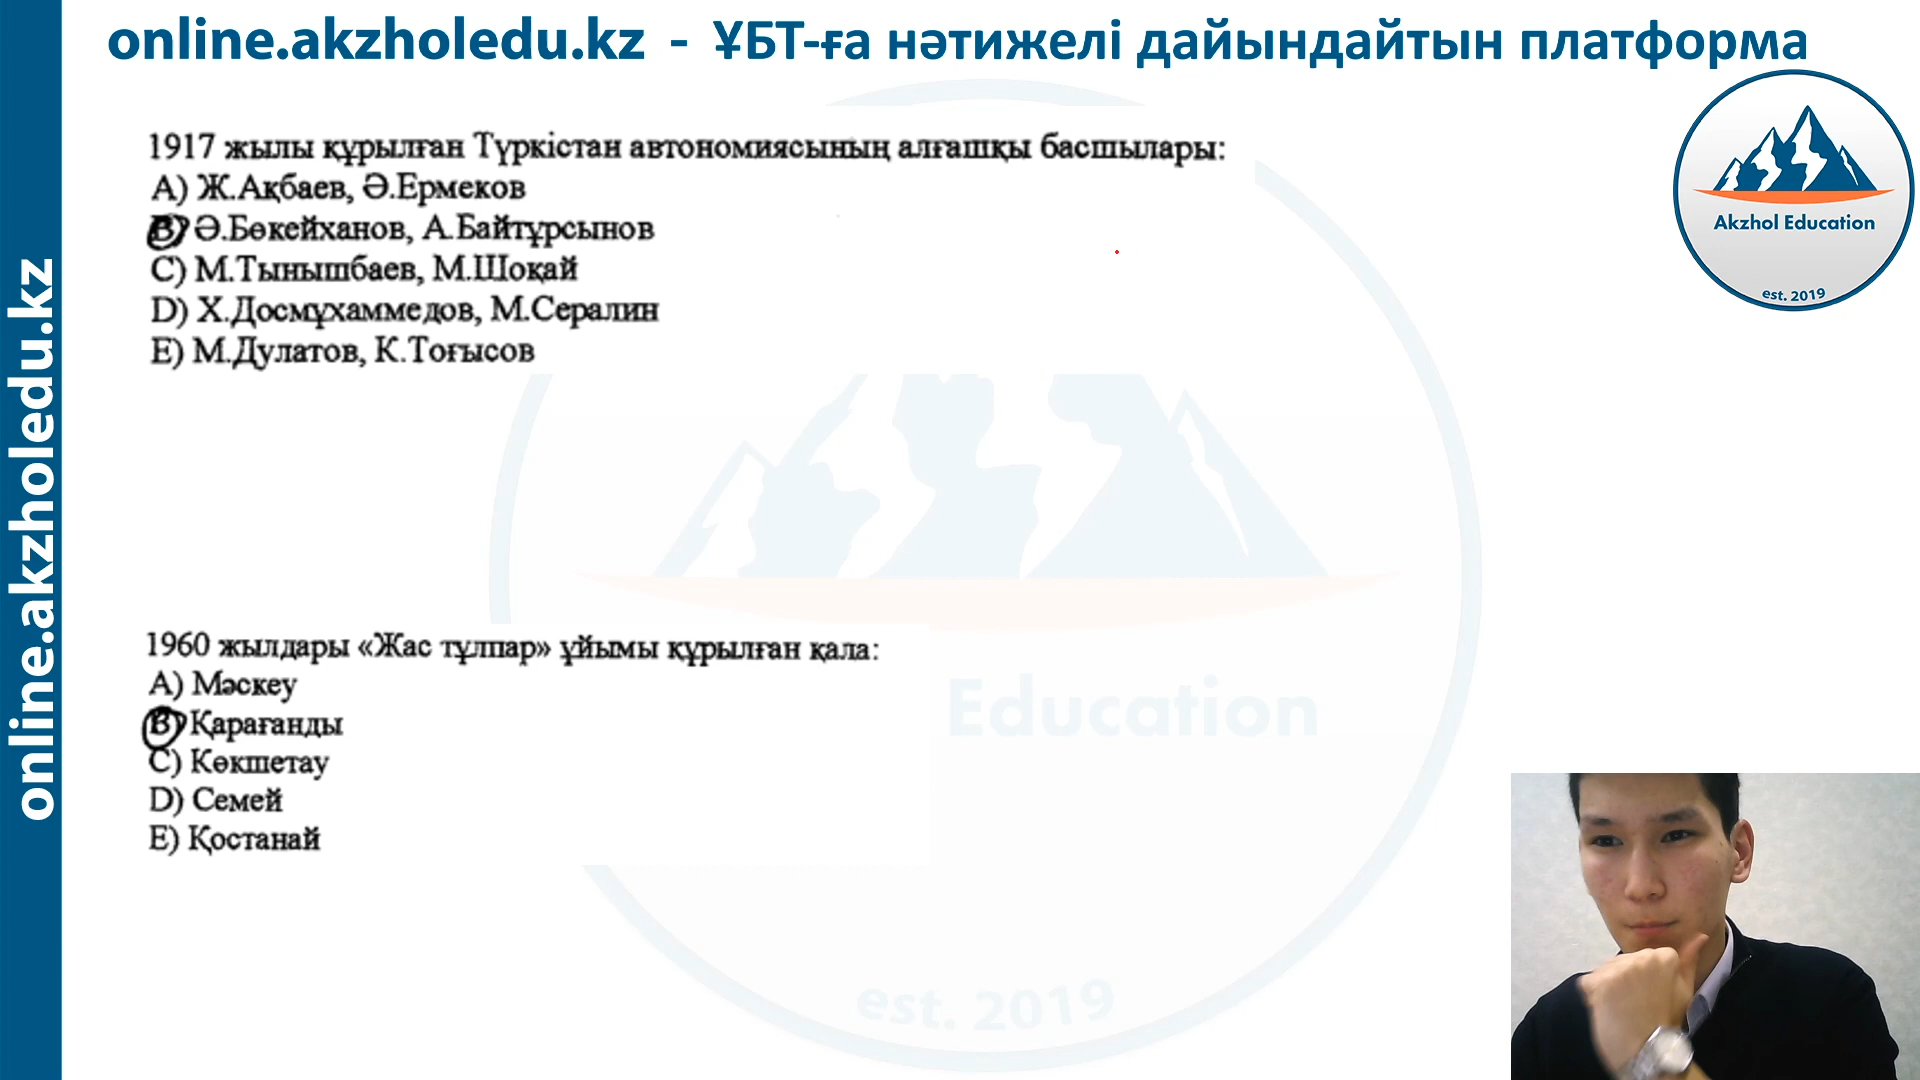 online.akzholedu.kz - ҰБТ-ға нәтижелі дайындайтын платформа
online.akzholedu.kz
Akzhol Education
est. 2019
1917 жылы құрылған Түркістан автономиясының алғашқы басшылары:
A) Ж.Ақбаев, Ә.Ермеков
B) Ә.Бөкейханов, А.Байтұрсынов
C) М.Тынышбаев, М.Шоқай
D) Х.Досмұхаммедов, М.Сералин
E) М.Дулатов, К.Тоғысов
1960 жылдары «Жас тұлпар» ұйымы құрылған қала:
A) Мәскеу
B) Қарағанды
C) Көкшетау
D) Семей
E) Қостанай
Education
est. 2019